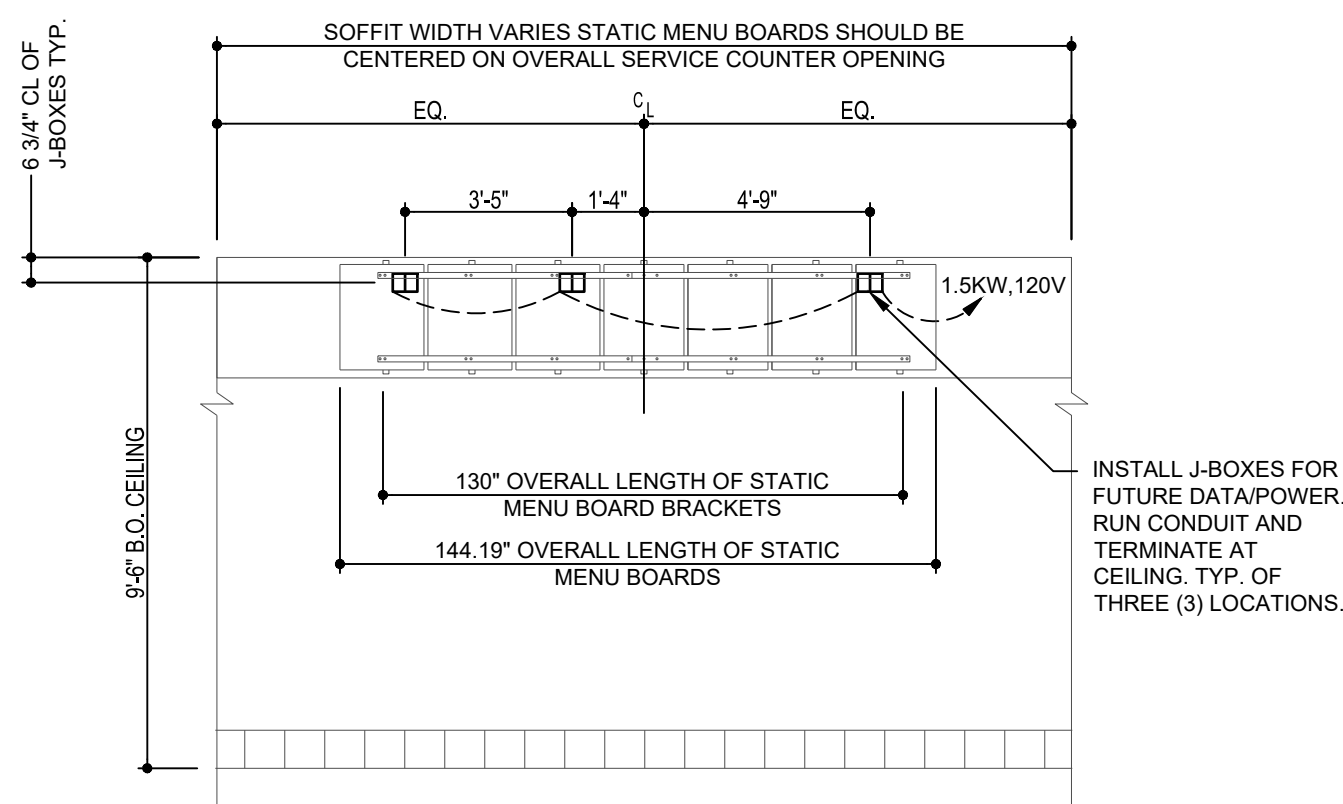 SOFFIT WIDTH VARIES STATIC MENU BOARDS SHOULD BE
CENTERED ON OVERALL SERVICE COUNTER OPENING
6 3/4" CL OF
J-BOXES TYP.
EQ.
CL
EQ.
3'-5"
1'-4"
4'-9"
1.5KW,120V
9'-6" B.O. CEILING
130" OVERALL LENGTH OF STATIC
MENU BOARD BRACKETS
144.19" OVERALL LENGTH OF STATIC
MENU BOARDS
INSTALL J-BOXES FOR
FUTURE DATA/POWER.
RUN CONDUIT AND
TERMINATE AT
CEILING. TYP. OF
THREE (3) LOCATIONS.